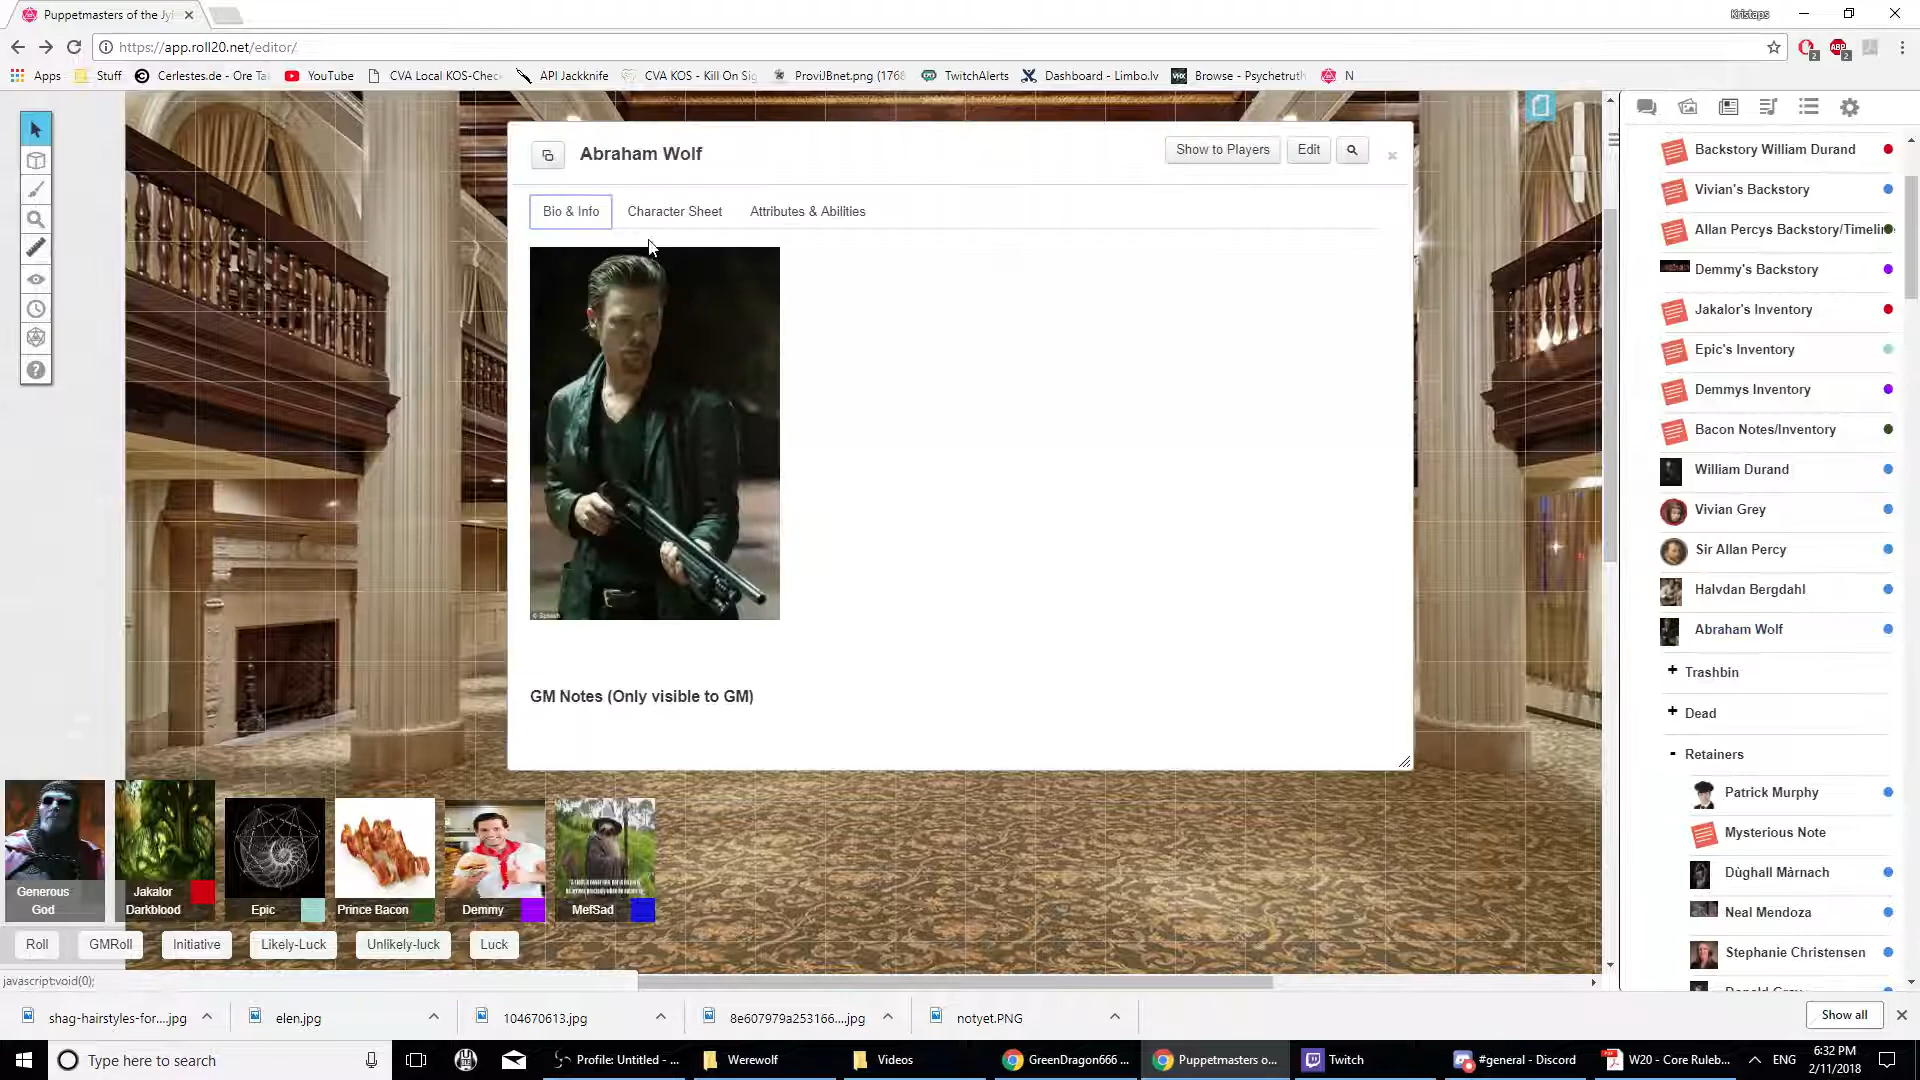 Puppetmasters of the Jyi
Kristaps
https://app.roll20.net/editor/
Apps
Stuff
Cerlestes.de - Ore Ta
YouTube
CVA Local KOS-Chec
API Jackknife
CVA KOS - Kill On Sig
ProviJBnet.png (1768
TwitchAlerts
Dashboard - Limbo.lv
Browse - Psychetruth
N
Abraham Wolf
Show to Players
Edit
Bio & Info
Character Sheet
Attributes & Abilities
GM Notes (Only visible to GM)
Backstory William Durand
Vivian's Backstory
Allan Percys Backstory/Timelin
Demmy's Backstory
Jakalor's Inventory
Epic's Inventory
Demmys Inventory
Bacon Notes/Inventory
William Durand
Vivian Grey
Sir Allan Percy
Halvdan Bergdahl
Abraham Wolf
+ Trashbin
+ Dead
- Retainers
Patrick Murphy
Mysterious Note
Dùghall Màrnach
Neal Mendoza
Stephanie Christensen
Generous God
Jakalor Darkblood
Epic
Prince Bacon
Demmy
MefSad
Roll
GMRoll
Initiative
Likely-Luck
Unlikely-luck
Luck
javascript:void(0);
shag-hairstyles-for....jpg
elen.jpg
104670613.jpg
8e607979a253166....jpg
notyet.PNG
Show all
Type here to search
Profile: Untitled - ...
Werewolf
Videos
GreenDragon666 ...
Puppetmasters o...
Twitch
#general - Discord
W20 - Core Ruleb...
ENG
6:32 PM
2/11/2018